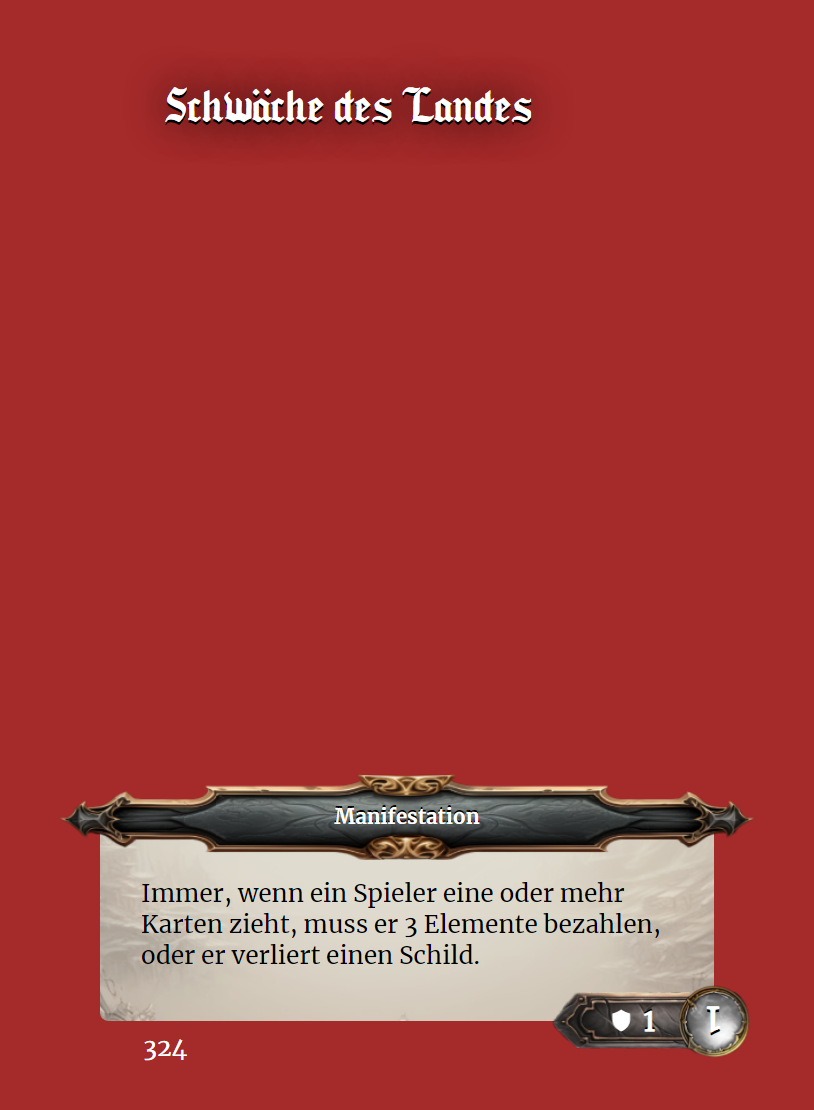 Schwäche des Landes
Manifestation
Immer, wenn ein Spieler eine oder mehr
Karten zieht, muss er 3 Elemente bezahlen,
oder er verliert einen Schild.
1
324